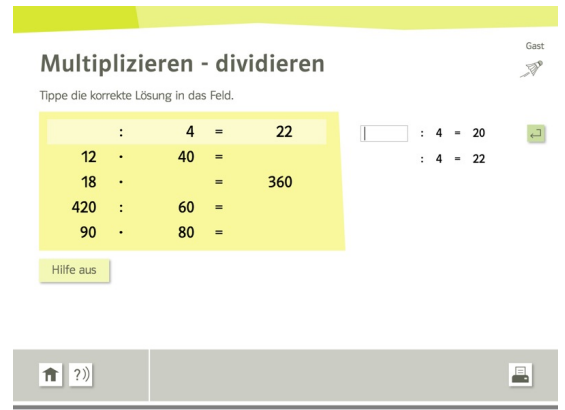 Gast
Multiplizieren - dividieren
Tippe die korrekte Lösung in das Feld.
: 4 = 22
12 · 40 =
18 · = 360
420 : 60 =
90 · 80 =
: 4 = 20
: 4 = 22
Hilfe aus
?))